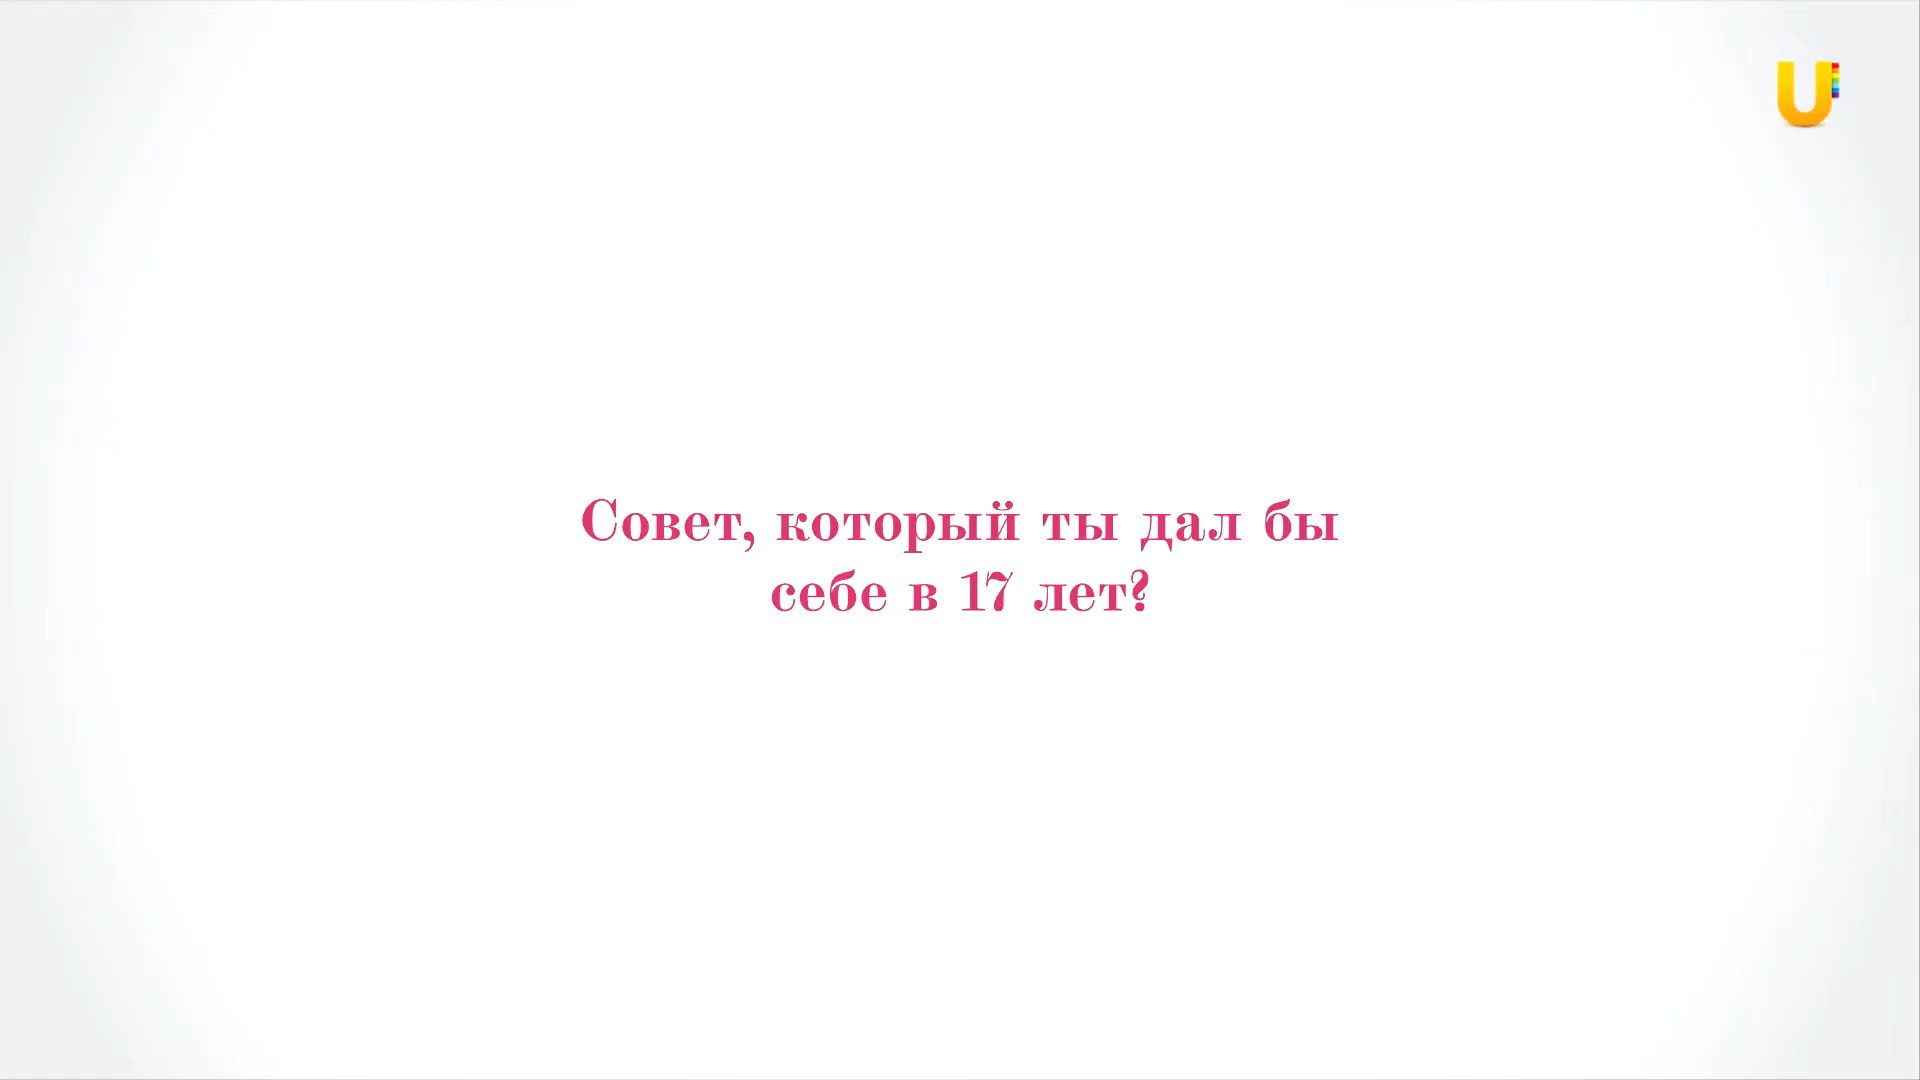 U
Совет, который ты дал бы
себе в 17 лет?